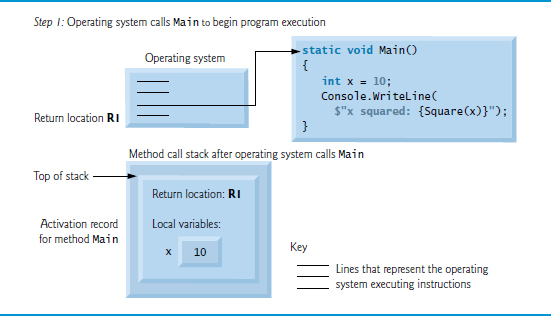 Step 1: Operating system calls Main to begin program execution
Operating system
Return location R1
static void Main()
{
int x = 10;
Console.WriteLine(
$"x squared: {Square(x)}");
}
Method call stack after operating system calls Main
Top of stack
Return location: R1
Activation record
for method Main
Local variables:
x 10
Key
Lines that represent the operating
system executing instructions